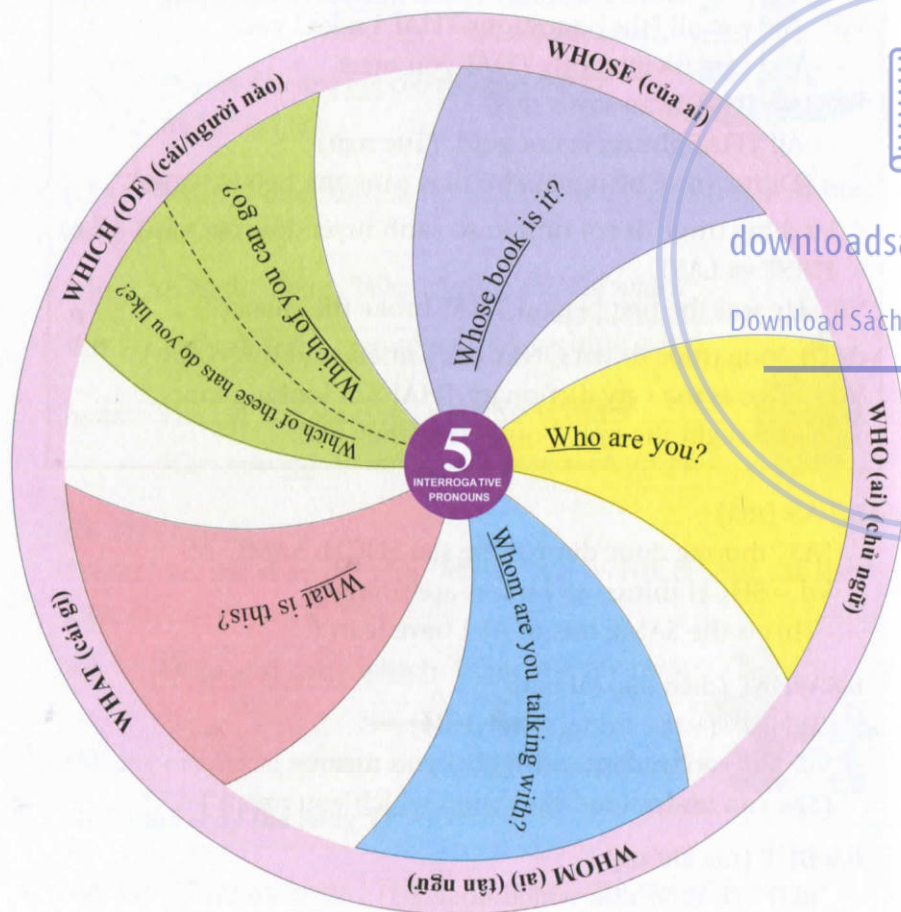 WHOSE (của ai)
Whose book is it?
WHO (ai) (chủ ngữ)
Who are you?
WHOM (ai) (tân ngữ)
Whom are you talking with?
WHAT (cái gì)
What is this?
WHICH (OF) (cái/người nào)
Which of these hats do you like?
Which of you can go?
5
INTERROGATIVE
PRONOUNS
downloadsa
Download Sách